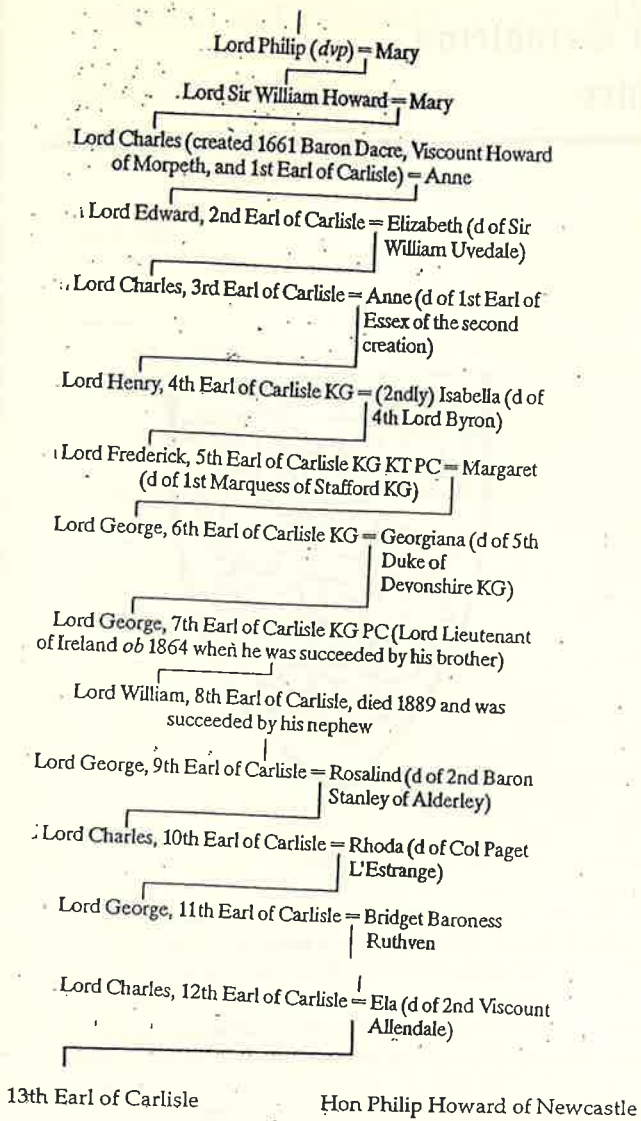 Lord Philip (dvp) = Mary
Lord Sir William Howard = Mary
Lord Charles (created 1661 Baron Dacre, Viscount Howard
of Morpeth, and 1st Earl of Carlisle) = Anne
Lord Edward, 2nd Earl of Carlisle = Elizabeth (d of Sir
William Uvedale)
Lord Charles, 3rd Earl of Carlisle = Anne (d of 1st Earl of
Essex of the second
creation)
Lord Henry, 4th Earl of Carlisle KG = (2ndly) Isabella (d of
4th Lord Byron)
Lord Frederick, 5th Earl of Carlisle KG KT PC = Margaret
(d of 1st Marquess of Stafford KG)
Lord George, 6th Earl of Carlisle KG = Georgiana (d of 5th
Duke of
Devonshire KG)
Lord George, 7th Earl of Carlisle KG PC (Lord Lieutenant
of Ireland ob 1864 when he was succeeded by his brother)
Lord William, 8th Earl of Carlisle, died 1889 and was
succeeded by his nephew
Lord George, 9th Earl of Carlisle = Rosalind (d of 2nd Baron
Stanley of Alderley)
Lord Charles, 10th Earl of Carlisle = Rhoda (d of Col Paget
L'Estrange)
Lord George, 11th Earl of Carlisle = Bridget Baroness
Ruthven
Lord Charles, 12th Earl of Carlisle = Ela (d of 2nd Viscount
Allendale)
13th Earl of Carlisle Hon Philip Howard of Newcastle